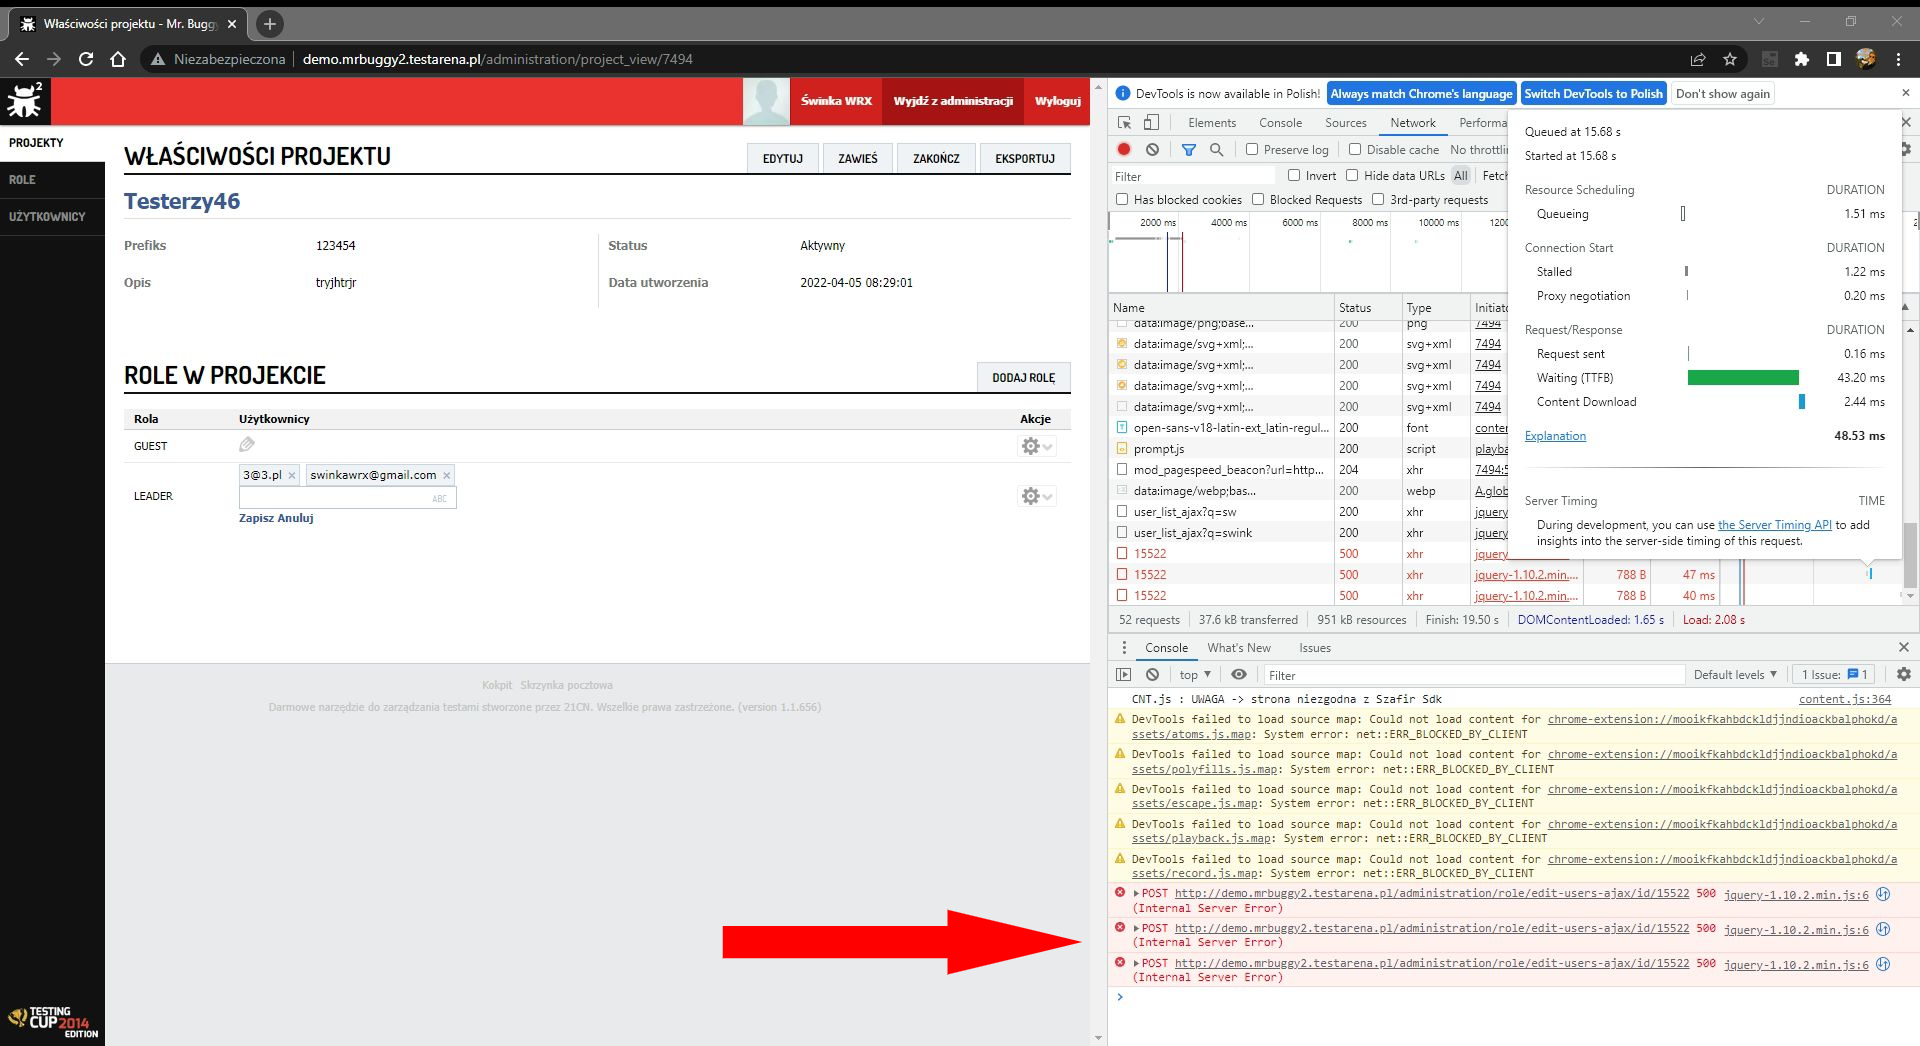 Właściwości projektu - Mr. Buggy
Niezabezpieczona
demo.mrbuggy2.testarena.pl/administration/project_view/7494
2
Świnka WRX
Wyjdź z administracji
Wyloguj
PROJEKTY
ROLE
UŻYTKOWNICY
WŁAŚCIWOŚCI PROJEKTU
EDYTUJ
ZAWIEŚ
ZAKOŃCZ
EKSPORTUJ
Testerzy46
Prefiks 123454 Status Aktywny
Opis tryjhtrjr Data utworzenia 2022-04-05 08:29:01
ROLE W PROJEKCIE
DODAJ ROLĘ
Rola Użytkownicy Akcje
GUEST
3@3.pl × swinkawrx@gmail.com ×
LEADER
ABC
Zapisz Anuluj
Kokpit Skrzynka pocztowa
Darmowe narzędzie do zarządzania testami stworzone przez 21CN. Wszelkie prawa zastrzeżone. (version 1.1.656)
TESTING
CUP 2014
EDITION
DevTools is now available in Polish! Always match Chrome's language Switch DevTools to Polish Don't show again
Elements Console Sources Network Performa
Preserve log Disable cache No throttlin
Filter Invert Hide data URLs All Fetch
Has blocked cookies Blocked Requests 3rd-party requests
2000 ms 4000 ms 6000 ms 8000 ms 10000 ms 1200
Name Status Type Initiato
data:image/png;base... 200 png 7494
data:image/svg+xml;... 200 svg+xml 7494
data:image/svg+xml;... 200 svg+xml 7494
data:image/svg+xml;... 200 svg+xml 7494
data:image/svg+xml;... 200 svg+xml 7494
open-sans-v18-latin-ext_latin-regul... 200 font conten
prompt.js 200 script playba
mod_pagespeed_beacon?url=http... 204 xhr 7494:5
data:image/webp;bas... 200 webp A.glob
user_list_ajax?q=sw 200 xhr jquery
user_list_ajax?q=swink 200 xhr jquery
15522 500 xhr jquery-
15522 500 xhr jquery-1.10.2.min.... 788 B 47 ms
15522 500 xhr jquery-1.10.2.min.... 788 B 40 ms
52 requests 37.6 kB transferred 951 kB resources Finish: 19.50 s DOMContentLoaded: 1.65 s Load: 2.08 s
Queued at 15.68 s
Started at 15.68 s
Resource Scheduling DURATION
Queueing 1.51 ms
Connection Start DURATION
Stalled 1.22 ms
Proxy negotiation 0.20 ms
Request/Response DURATION
Request sent 0.16 ms
Waiting (TTFB) 43.20 ms
Content Download 2.44 ms
Explanation 48.53 ms
Server Timing TIME
During development, you can use the Server Timing API to add
insights into the server-side timing of this request.
Console What's New Issues
top Filter Default levels 1 Issue: 1
CNT.js : UWAGA -> strona niezgodna z Szafir Sdk content.js:364
DevTools failed to load source map: Could not load content for chrome-extension://mooikfkahbdckldjjndioackbalphokd/a
ssets/atoms.js.map: System error: net::ERR_BLOCKED_BY_CLIENT
DevTools failed to load source map: Could not load content for chrome-extension://mooikfkahbdckldjjndioackbalphokd/a
ssets/polyfills.js.map: System error: net::ERR_BLOCKED_BY_CLIENT
DevTools failed to load source map: Could not load content for chrome-extension://mooikfkahbdckldjjndioackbalphokd/a
ssets/escape.js.map: System error: net::ERR_BLOCKED_BY_CLIENT
DevTools failed to load source map: Could not load content for chrome-extension://mooikfkahbdckldjjndioackbalphokd/a
ssets/playback.js.map: System error: net::ERR_BLOCKED_BY_CLIENT
DevTools failed to load source map: Could not load content for chrome-extension://mooikfkahbdckldjjndioackbalphokd/a
ssets/record.js.map: System error: net::ERR_BLOCKED_BY_CLIENT
POST http://demo.mrbuggy2.testarena.pl/administration/role/edit-users-ajax/id/15522 500 jquery-1.10.2.min.js:6
(Internal Server Error)
POST http://demo.mrbuggy2.testarena.pl/administration/role/edit-users-ajax/id/15522 500 jquery-1.10.2.min.js:6
(Internal Server Error)
POST http://demo.mrbuggy2.testarena.pl/administration/role/edit-users-ajax/id/15522 500 jquery-1.10.2.min.js:6
(Internal Server Error)